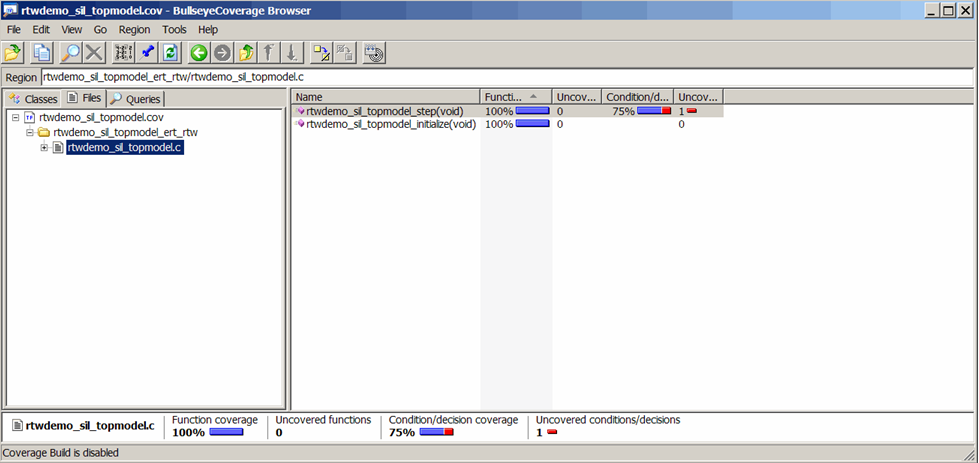 rtwdemo_sil_topmodel.cov - BullseyeCoverage Browser
File Edit View Go Region Tools Help
Region rtwdemo_sil_topmodel_ert_rtw/rtwdemo_sil_topmodel.c
Classes Files Queries
rtwdemo_sil_topmodel.cov
rtwdemo_sil_topmodel_ert_rtw
rtwdemo_sil_topmodel.c
Name Functi... Uncov... Condition/d... Uncov...
rtwdemo_sil_topmodel_step(void) 100% 0 75% 1
rtwdemo_sil_topmodel_initialize(void) 100% 0 0
rtwdemo_sil_topmodel.c
Function coverage Uncovered functions Condition/decision coverage Uncovered conditions/decisions
100% 0 75% 1
Coverage Build is disabled